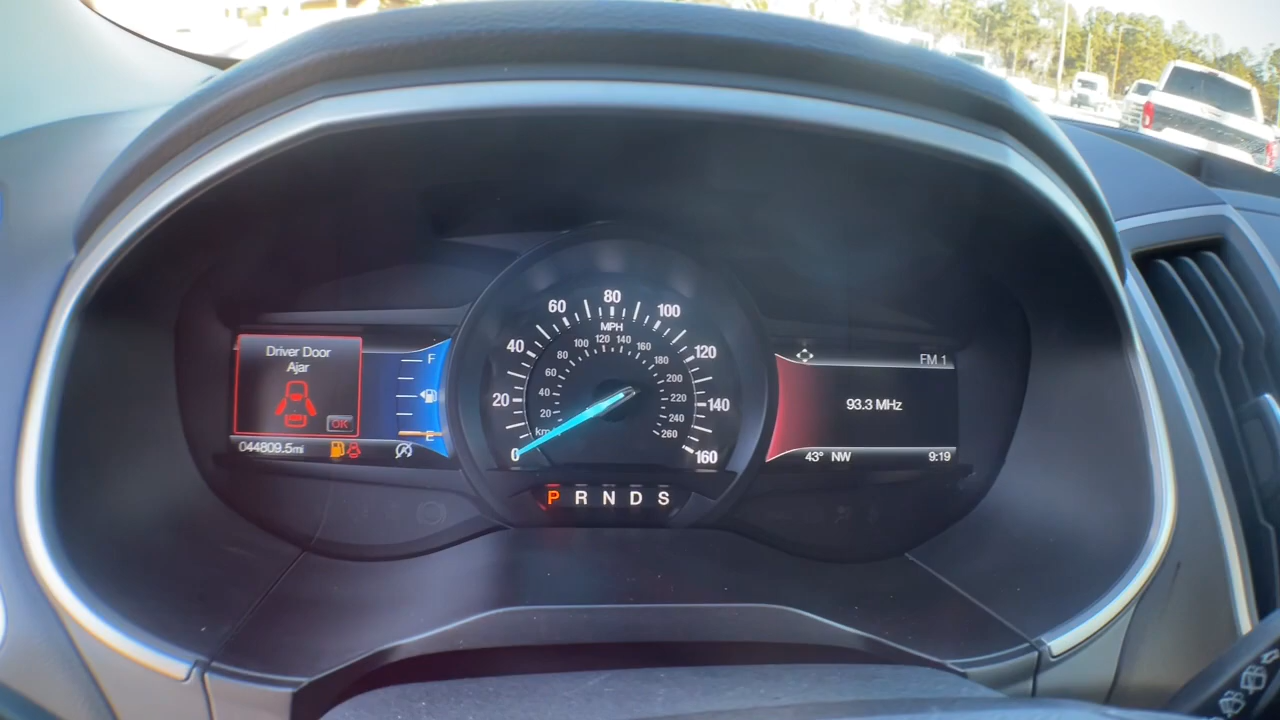 Driver Door
Ajar
OK
044809.5mi
F
E
0 20 40 60 80 100 120 140 160
MPH
20 40 60 80 100 120 140 160 180 200 220 240 260
km/h
P R N D S
FM 1
93.3 MHz
43° NW
9:19